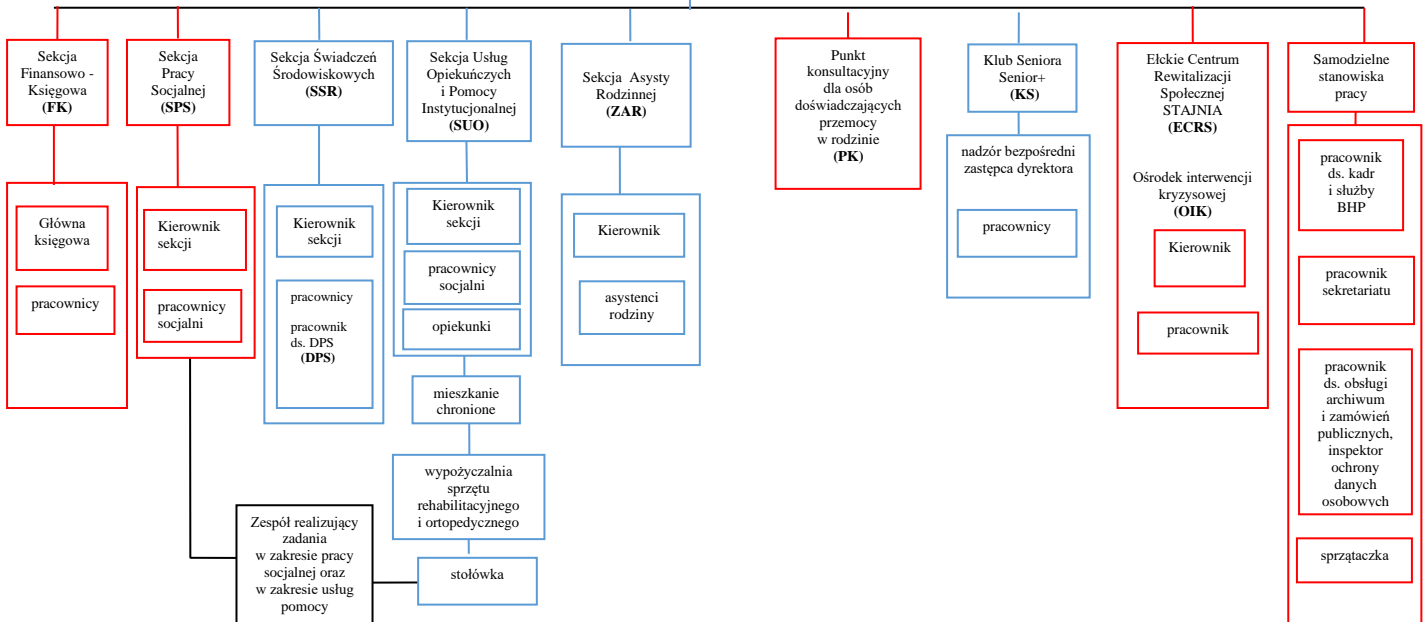 Sekcja
Finansowo -
Księgowa
(FK)
Główna
księgowa
pracownicy
Sekcja
Pracy
Socjalnej
(SPS)
Kierownik
sekcji
pracownicy
socjalni
Sekcja Świadczeń
Środowiskowych
(SSR)
Kierownik
sekcji
pracownicy
pracownik
ds. DPS
(DPS)
Sekcja Usług
Opiekuńczych
i Pomocy
Instytucjonalnej
(SUO)
Kierownik
sekcji
pracownicy
socjalni
opiekunki
mieszkanie
chronione
wypożyczalnia
sprzętu
rehabilitacyjnego
i ortopedycznego
stołówka
Zespół realizujący
zadania
w zakresie pracy
socjalnej oraz
w zakresie usług
pomocy
Sekcja Asysty
Rodzinnej
(ZAR)
Kierownik
asystenci
rodziny
Punkt
konsultacyjny
dla osób
doświadczających
przemocy
w rodzinie
(PK)
Klub Seniora
Senior+
(KS)
nadzór bezpośredni
zastępca dyrektora
pracownicy
Ełckie Centrum
Rewitalizacji
Społecznej
STAJNIA
(ECRS)
Ośrodek interwencji
kryzysowej
(OIK)
Kierownik
pracownik
Samodzielne
stanowiska
pracy
pracownik
ds. kadr
i służby
BHP
pracownik
sekretariatu
pracownik
ds. obsługi
archiwum
i zamówień
publicznych,
inspektor
ochrony
danych
osobowych
sprzątaczka